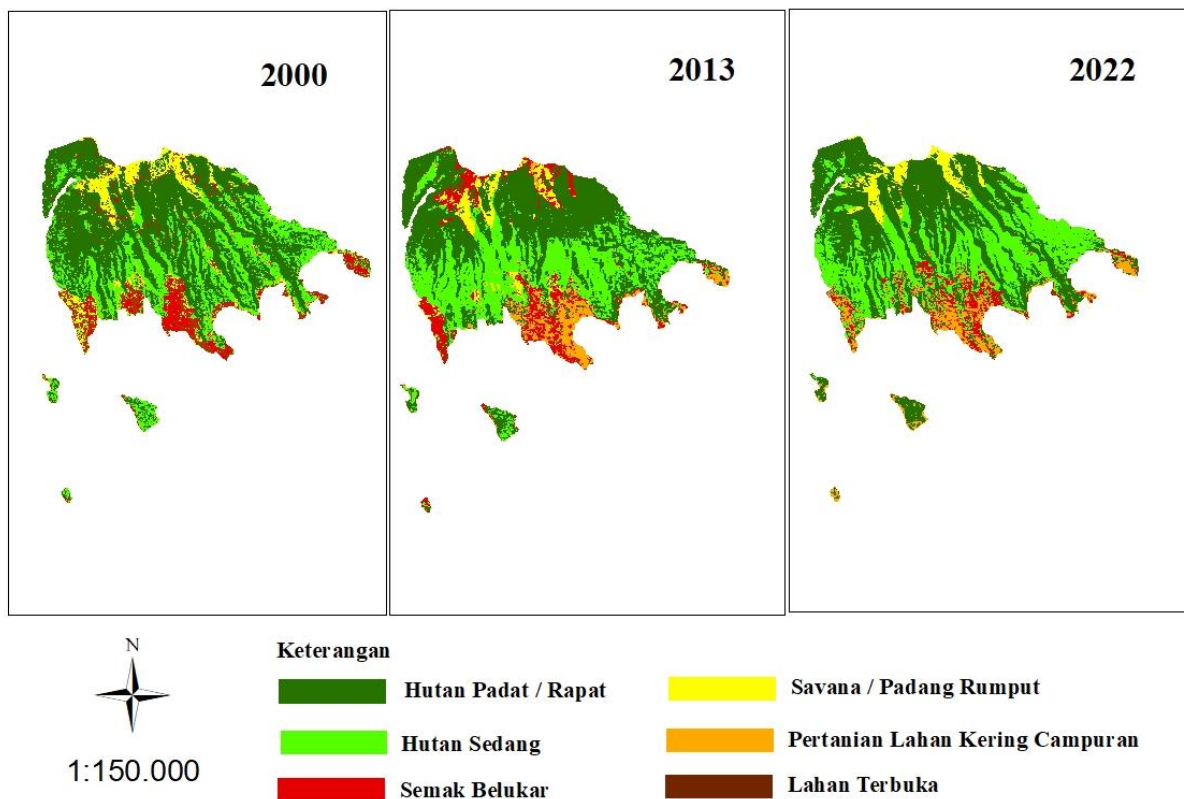 2000
2013
2022
N
1:150.000
Keterangan
Hutan Padat / Rapat
Hutan Sedang
Semak Belukar
Savana / Padang Rumput
Pertanian Lahan Kering Campuran
Lahan Terbuka